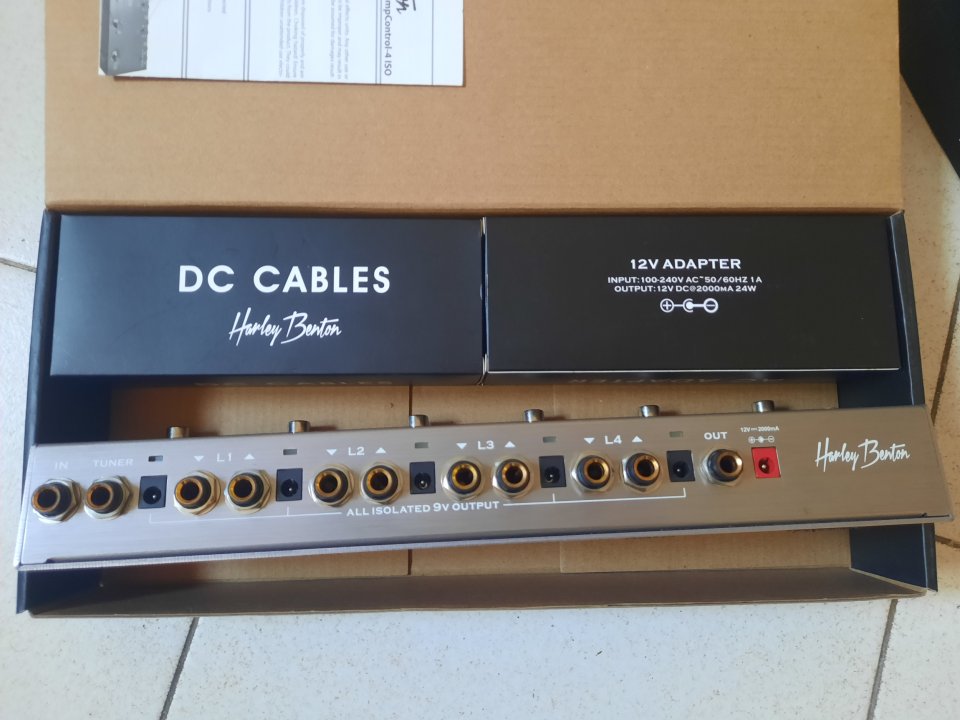 mpControl-4 ISO
DC CABLES
Harley Benton
12V ADAPTER
INPUT:100-240V AC~50/60HZ 1A
OUTPUT:12V DC@2000MA 24W
IN
TUNER
L1
L2
L3
L4
OUT
12V 2000mA
Harley Benton
ALL ISOLATED 9V OUTPUT